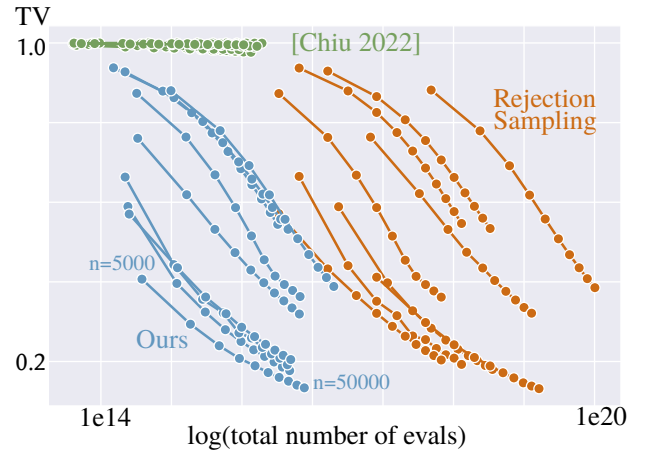 TV
1.0
[Chiu 2022]
Rejection
Sampling
n=5000
Ours
0.2
n=50000
1e14
1e20
log(total number of evals)